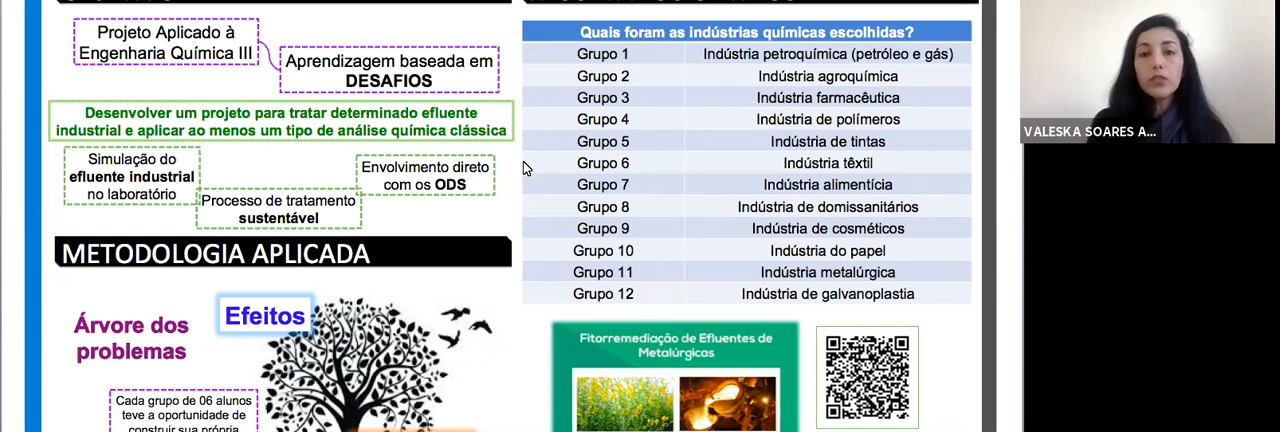 Projeto Aplicado à
Engenharia Química III
Aprendizagem baseada em
DESAFIOS
Desenvolver um projeto para tratar determinado efluente
industrial e aplicar ao menos um tipo de análise química clássica
Simulação do
efluente industrial
no laboratório
Envolvimento direto
com os ODS
Processo de tratamento
sustentável
METODOLOGIA APLICADA
Efeitos
Árvore dos
problemas
Cada grupo de 06 alunos
teve a oportunidade de
construir sua própria
Quais foram as indústrias químicas escolhidas?
Grupo 1 Indústria petroquímica (petróleo e gás)
Grupo 2 Indústria agroquímica
Grupo 3 Indústria farmacêutica
Grupo 4 Indústria de polímeros
Grupo 5 Indústria de tintas
Grupo 6 Indústria têxtil
Grupo 7 Indústria alimentícia
Grupo 8 Indústria de domissanitários
Grupo 9 Indústria de cosméticos
Grupo 10 Indústria do papel
Grupo 11 Indústria metalúrgica
Grupo 12 Indústria de galvanoplastia
Fitorremediação de Efluentes de
Metalúrgicas
VALESKA SOARES A...